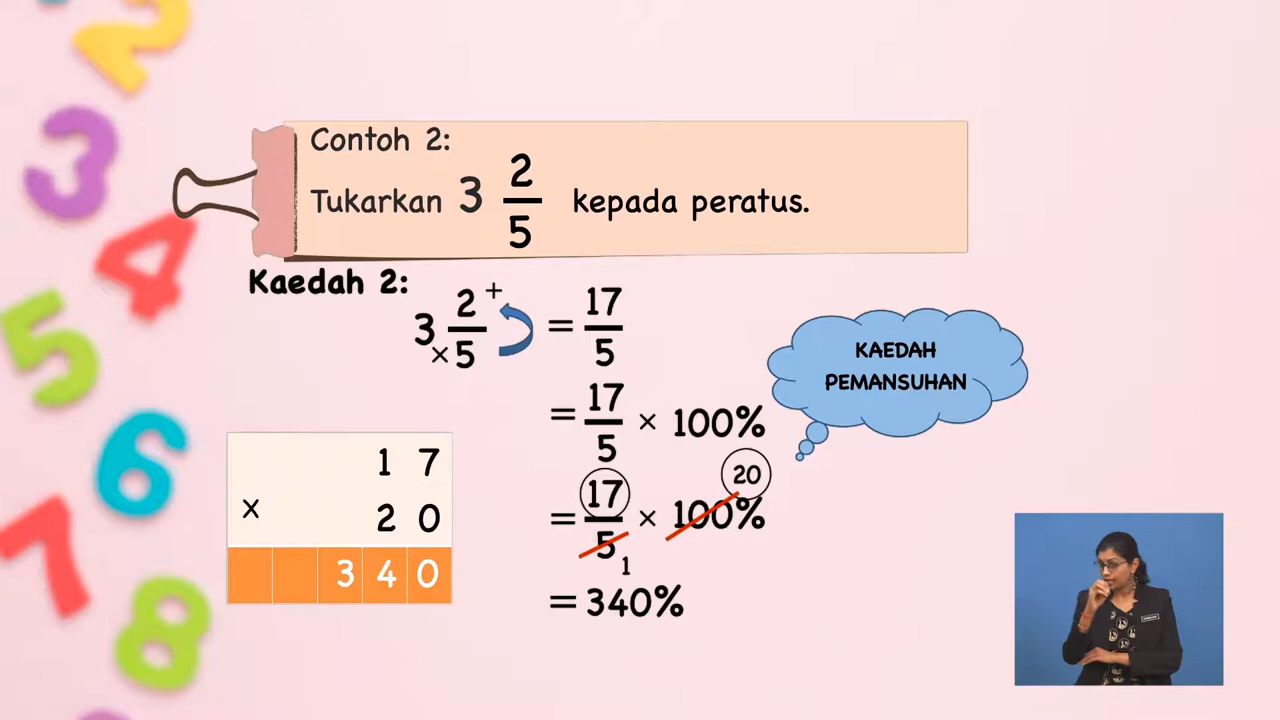 Contoh 2:
Tukarkan 3 2/5 kepada peratus.
Kaedah 2:
3 × 2/5 + = 17/5
= 17/5 × 100%
KAEDAH
PEMANSUHAN
= 17/5 × 100%
20
1
= 340%
1 7
× 2 0
3 4 0